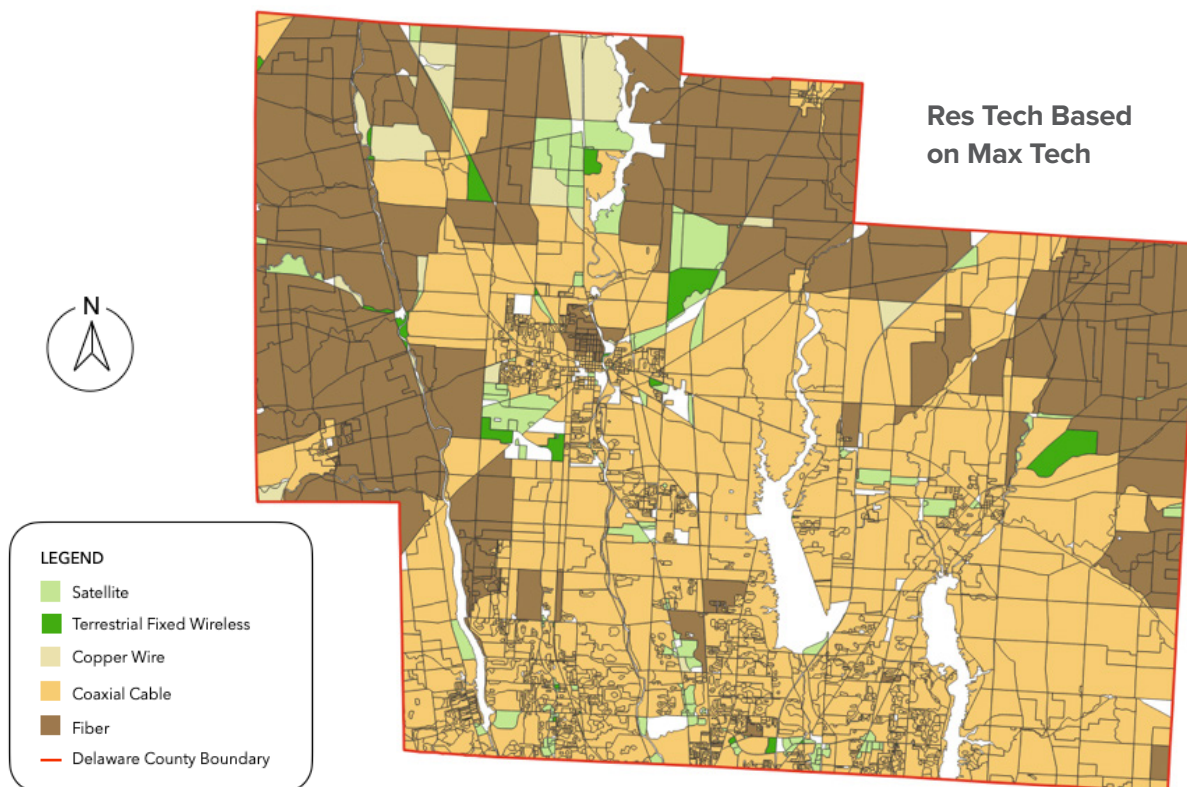 Res Tech Based
on Max Tech
N
LEGEND
Satellite
Terrestrial Fixed Wireless
Copper Wire
Coaxial Cable
Fiber
Delaware County Boundary